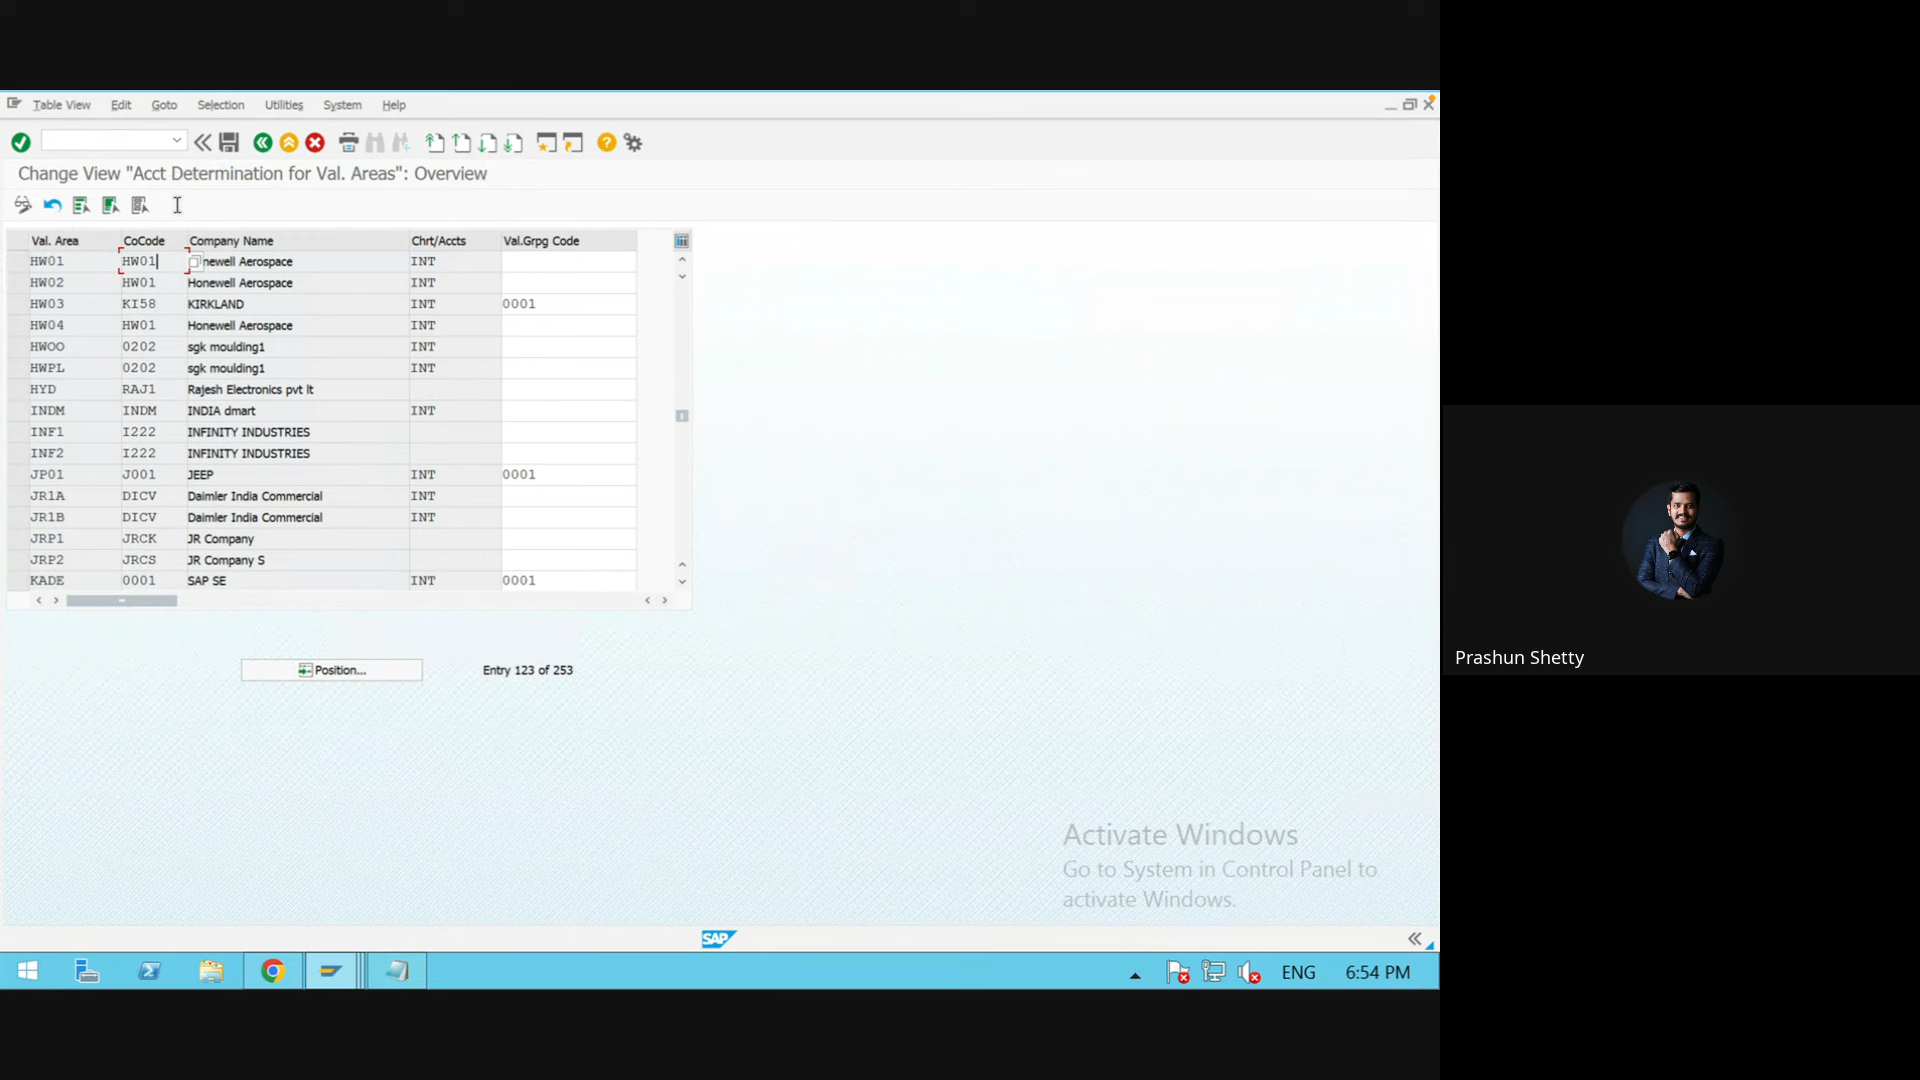 Table View Edit Goto Selection Utilities System Help
Change View "Acct Determination for Val. Areas": Overview
Val. Area CoCode Company Name Chrt/Accts Val.Grpg Code
HW01 HW01 newell Aerospace INT
HW02 HW01 Honewell Aerospace INT
HW03 KI58 KIRKLAND INT 0001
HW04 HW01 Honewell Aerospace INT
HWOO 0202 sgk moulding1 INT
HWPL 0202 sgk moulding1 INT
HYD RAJ1 Rajesh Electronics pvt lt
INDM INDM INDIA dmart INT
INF1 I222 INFINITY INDUSTRIES
INF2 I222 INFINITY INDUSTRIES
JP01 J001 JEEP INT 0001
JR1A DICV Daimler India Commercial INT
JR1B DICV Daimler India Commercial INT
JRP1 JRCK JR Company
JRP2 JRCS JR Company S
KADE 0001 SAP SE INT 0001
Position... Entry 123 of 253
Prashun Shetty
Activate Windows
Go to System in Control Panel to
activate Windows.
SAP
ENG 6:54 PM